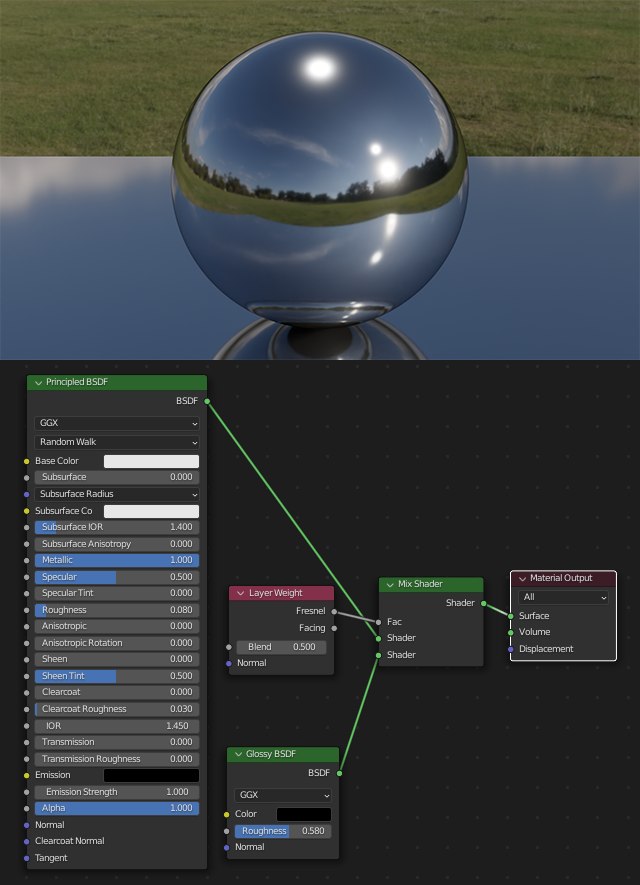 Principled BSDF
BSDF
GGX
Random Walk
Base Color
Subsurface 0.000
Subsurface Radius
Subsurface Co
Subsurface IOR 1.400
Subsurface Anisotropy 0.000
Metallic 1.000
Specular 0.500
Specular Tint 0.000
Roughness 0.080
Anisotropic 0.000
Anisotropic Rotation 0.000
Sheen 0.000
Sheen Tint 0.500
Clearcoat 0.000
Clearcoat Roughness 0.030
IOR 1.450
Transmission 0.000
Transmission Roughness 0.000
Emission
Emission Strength 1.000
Alpha 1.000
Normal
Clearcoat Normal
Tangent
Layer Weight
Fresnel
Facing
Blend 0.500
Normal
Glossy BSDF
BSDF
GGX
Color
Roughness 0.580
Normal
Mix Shader
Shader
Fac
Shader
Shader
Material Output
All
Surface
Volume
Displacement